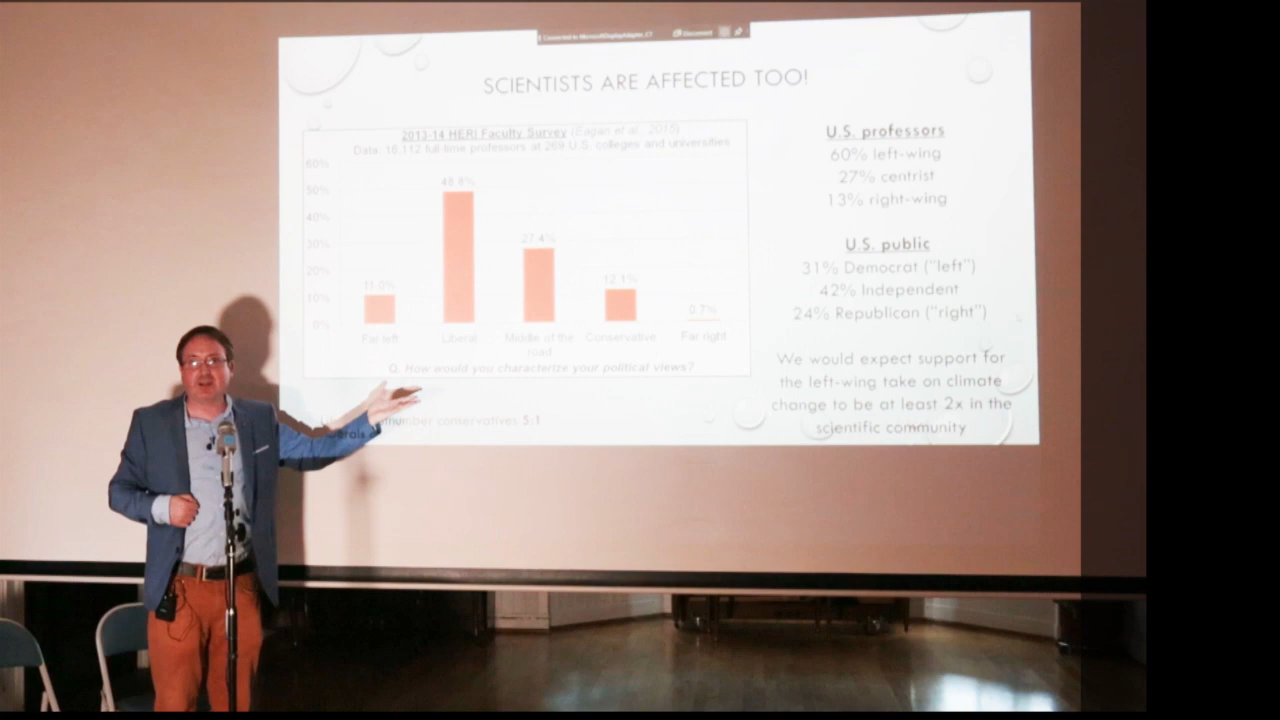 Connected to MicrosoftDisplayAdapter_C7 Disconnect
SCIENTISTS ARE AFFECTED TOO!
2013-14 HERI Faculty Survey (Eagan et al., 2015)
Data: 16,112 full-time professors at 269 U.S. colleges and universities
60%
50%
40%
30%
20%
10%
0%
11.0%
49.8%
27.4%
12.1%
0.7%
Far left
Liberal
Middle of the
road
Conservative
Far right
Q. How would you characterize your political views?
number conservatives 5:1
U.S. professors
60% left-wing
27% centrist
13% right-wing
U.S. public
31% Democrat ("left")
42% Independent
24% Republican ("right")
We would expect support for
the left-wing take on climate
change to be at least 2x in the
scientific community